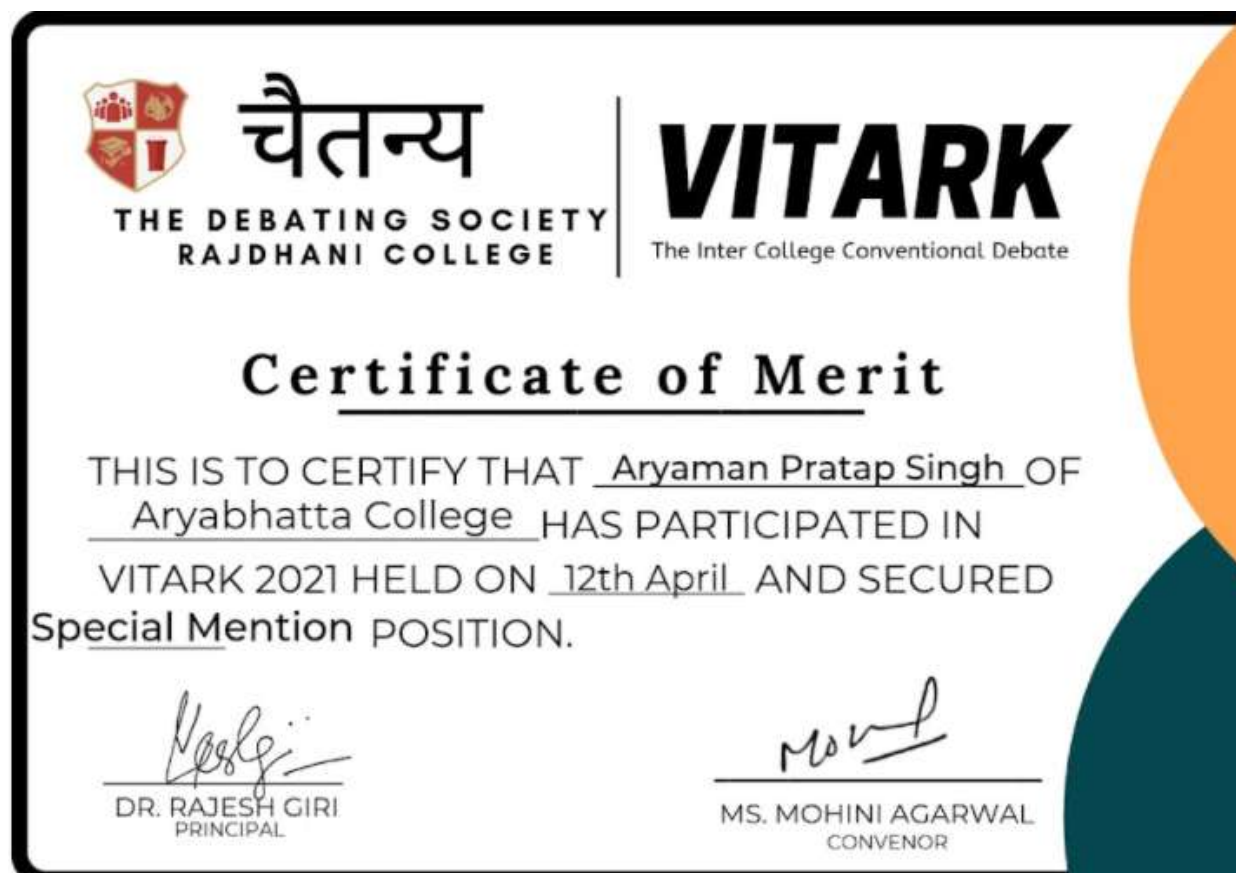 चैतन्य
THE DEBATING SOCIETY
RAJDHANI COLLEGE
VITARK
The Inter College Conventional Debate
Certificate of Merit
THIS IS TO CERTIFY THAT Aryaman Pratap Singh OF
Aryabhatta College HAS PARTICIPATED IN
VITARK 2021 HELD ON 12th April AND SECURED
Special Mention POSITION.
DR. RAJESH GIRI
PRINCIPAL
MS. MOHINI AGARWAL
CONVENOR